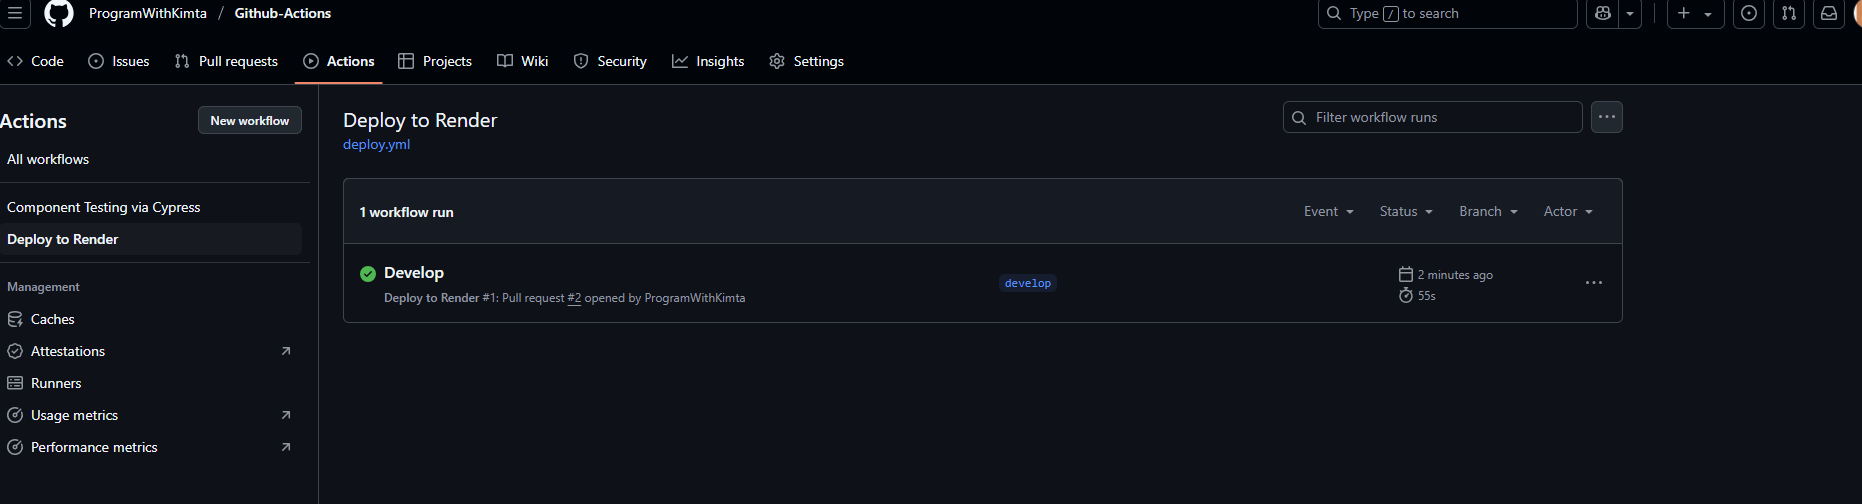 ProgramWithKimta / Github-Actions
Type / to search
Code Issues Pull requests Actions Projects Wiki Security Insights Settings
Actions
New workflow
All workflows
Component Testing via Cypress
Deploy to Render
Management
Caches
Attestations
Runners
Usage metrics
Performance metrics
Deploy to Render
deploy.yml
Filter workflow runs
1 workflow run
Event Status Branch Actor
Develop
Deploy to Render #1: Pull request #2 opened by ProgramWithKimta
develop
2 minutes ago
55s